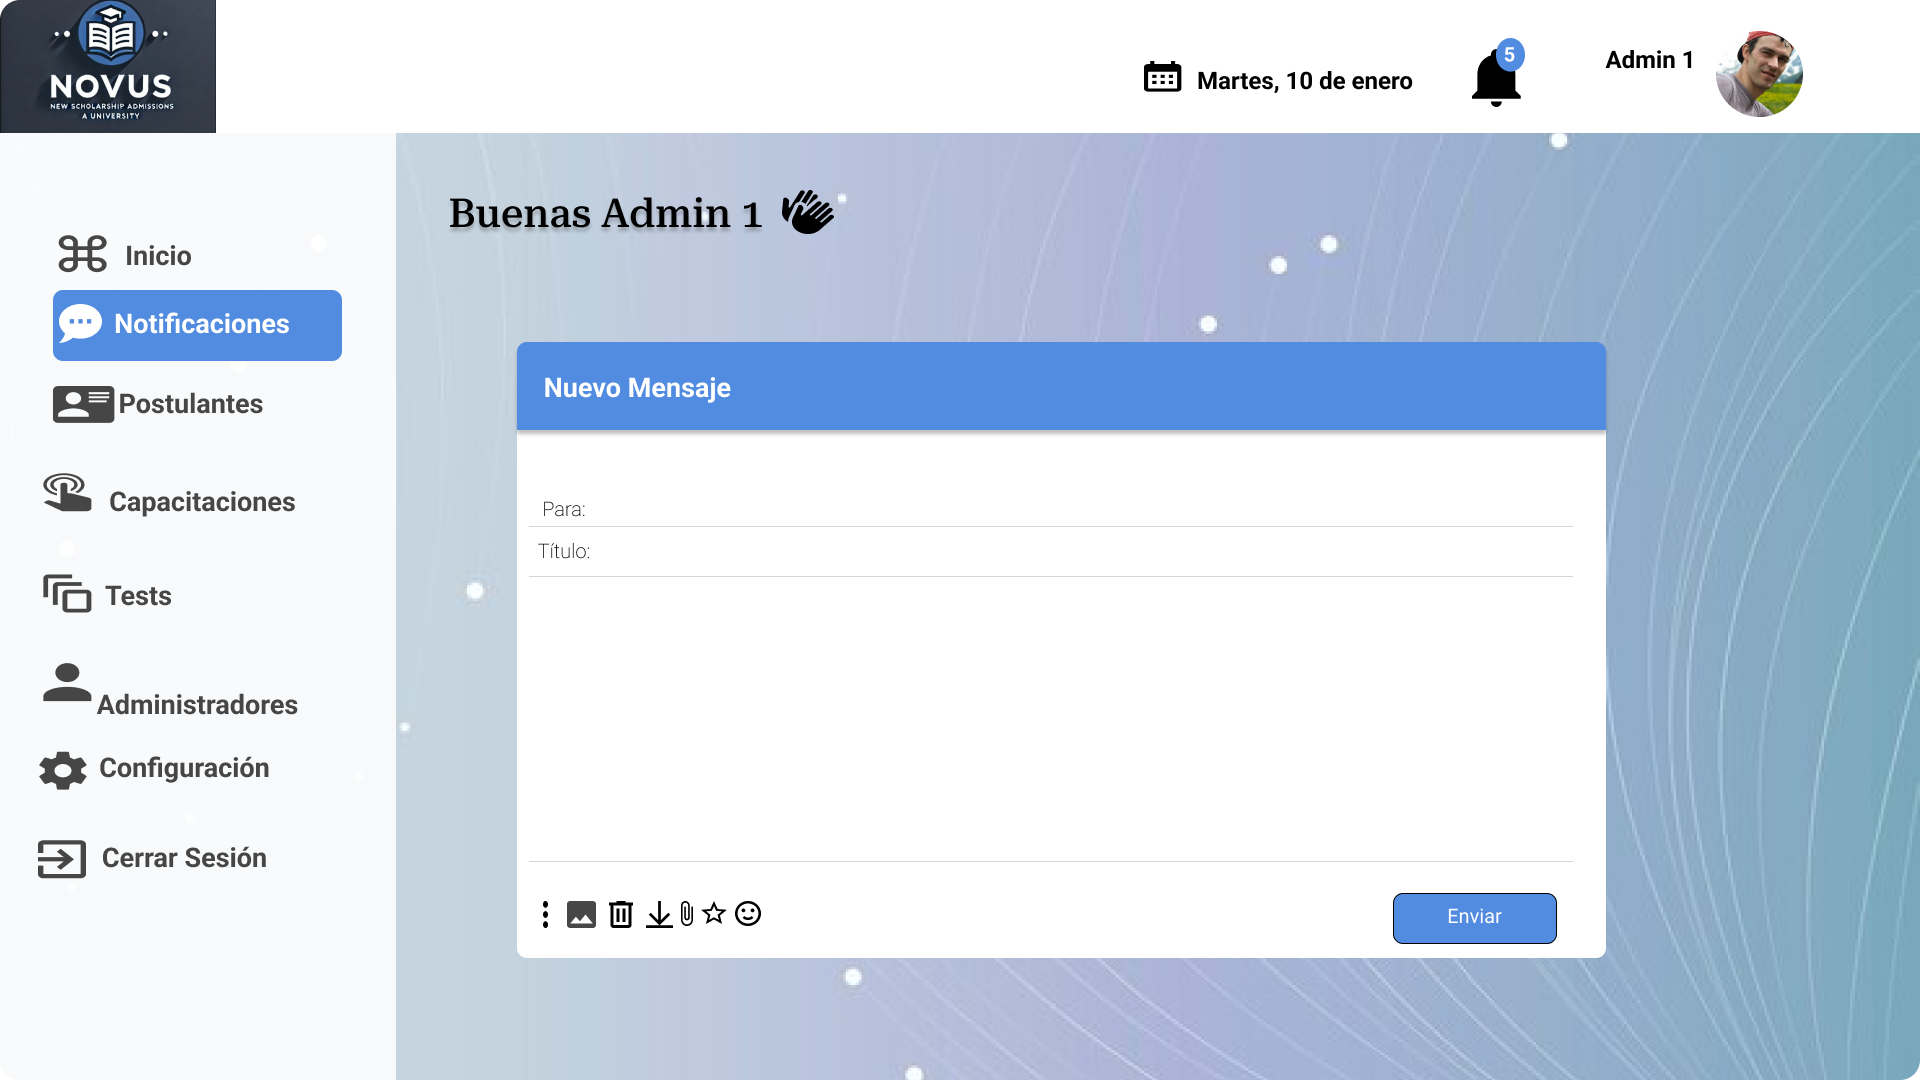 NOVUS
NEW SCHOLARSHIP ADMISSIONS
A UNIVERSITY
Martes, 10 de enero
5
Admin 1
Buenas Admin 1
Inicio
Notificaciones
Postulantes
Capacitaciones
Tests
Administradores
Configuración
Cerrar Sesión
Nuevo Mensaje
Para:
Título:
Enviar